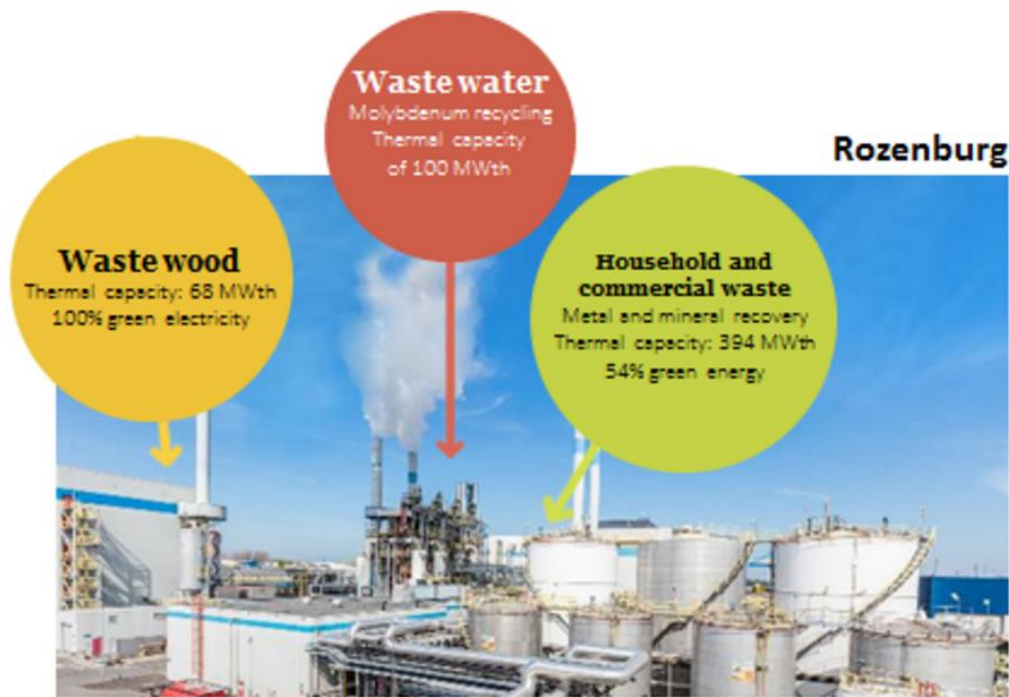 Waste water
Molybdenum recycling
Thermal capacity
of 100 MWth
Rozenburg
Waste wood
Thermal capacity: 68 MWth
100% green electricity
Household and
commercial waste
Metal and mineral recovery
Thermal capacity: 394 MWth
54% green energy